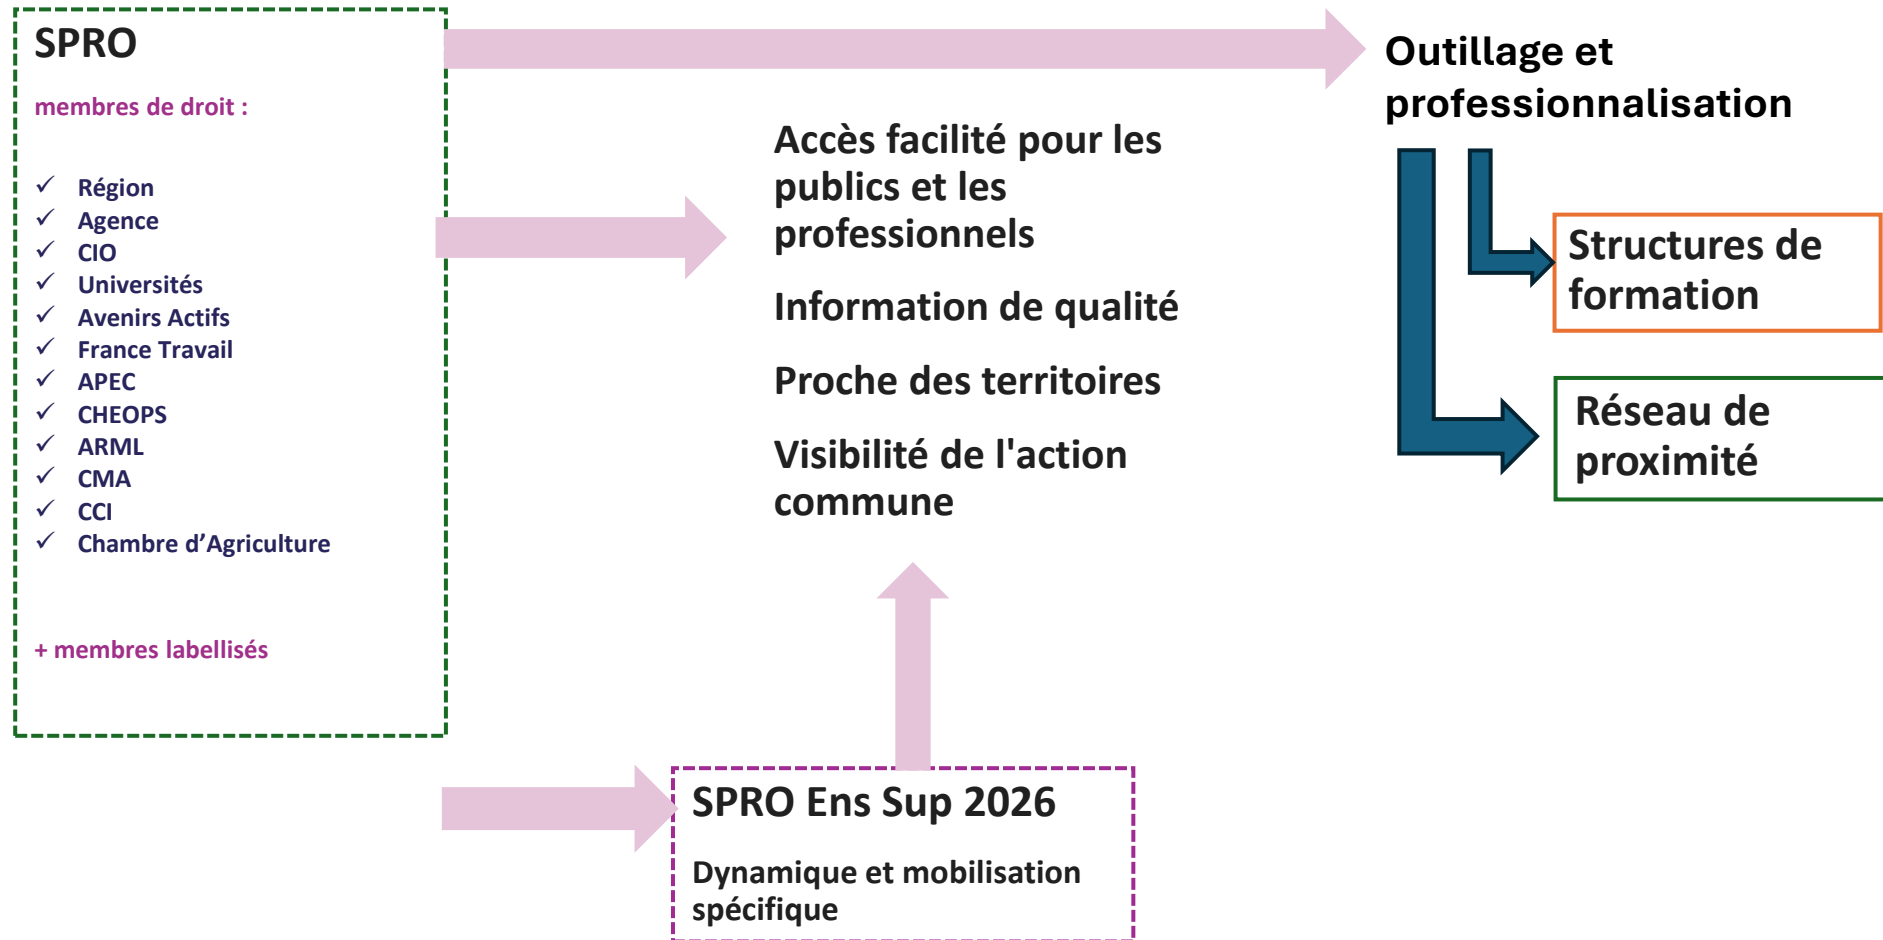 SPRO
membres de droit :
✓ Région
✓ Agence
✓ CIO
✓ Universités
✓ Avenirs Actifs
✓ France Travail
✓ APEC
✓ CHEOPS
✓ ARML
✓ CMA
✓ CCI
✓ Chambre d’Agriculture
+ membres labellisés
Accès facilité pour les
publics et les
professionnels
Information de qualité
Proche des territoires
Visibilité de l'action
commune
SPRO Ens Sup 2026
Dynamique et mobilisation
spécifique
Outillage et
professionnalisation
Structures de
formation
Réseau de
proximité